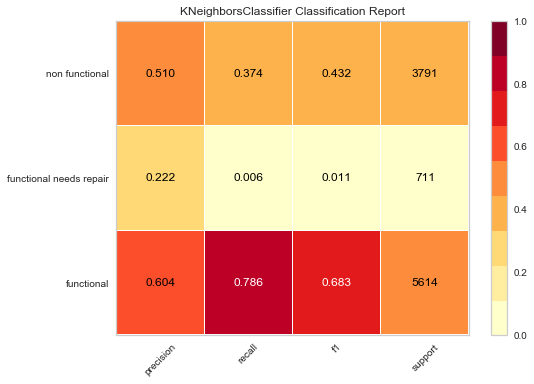 KNeighborsClassifier Classification Report
non functional 0.510 0.374 0.432 3791
functional needs repair 0.222 0.006 0.011 711
functional 0.604 0.786 0.683 5614
precision recall f1 support
1.0
0.8
0.6
0.4
0.2
0.0